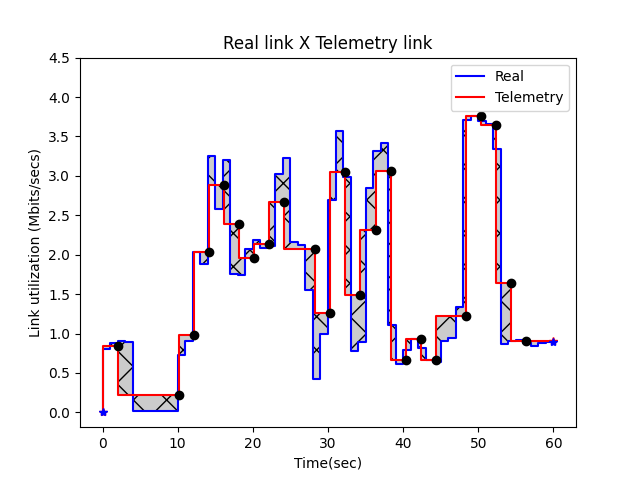 Real link X Telemetry link
Real
Telemetry
Link utilization (Mbits/secs)
4.5
4.0
3.5
3.0
2.5
2.0
1.5
1.0
0.5
0.0
0 10 20 30 40 50 60
Time(sec)